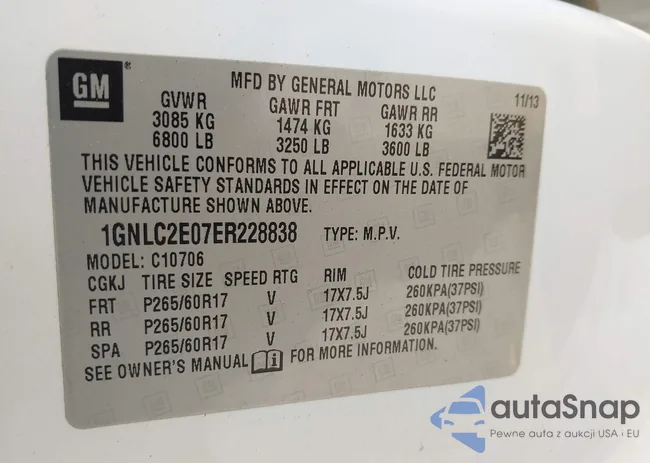 GM ®
MFD BY GENERAL MOTORS LLC
11/13
GVWR GAWR FRT GAWR RR
3085 KG 1474 KG 1633 KG
6800 LB 3250 LB 3600 LB
THIS VEHICLE CONFORMS TO ALL APPLICABLE U.S. FEDERAL MOTOR
VEHICLE SAFETY STANDARDS IN EFFECT ON THE DATE OF
MANUFACTURE SHOWN ABOVE.
1GNLC2E07ER228838 TYPE: M.P.V.
MODEL: C10706
CGKJ TIRE SIZE SPEED RTG RIM COLD TIRE PRESSURE
FRT P265/60R17 V 17X7.5J 260KPA(37PSI)
RR P265/60R17 V 17X7.5J 260KPA(37PSI)
SPA P265/60R17 V 17X7.5J 260KPA(37PSI)
SEE OWNER'S MANUAL FOR MORE INFORMATION.
autaSnap
Pewne auta z aukcji USA i EU